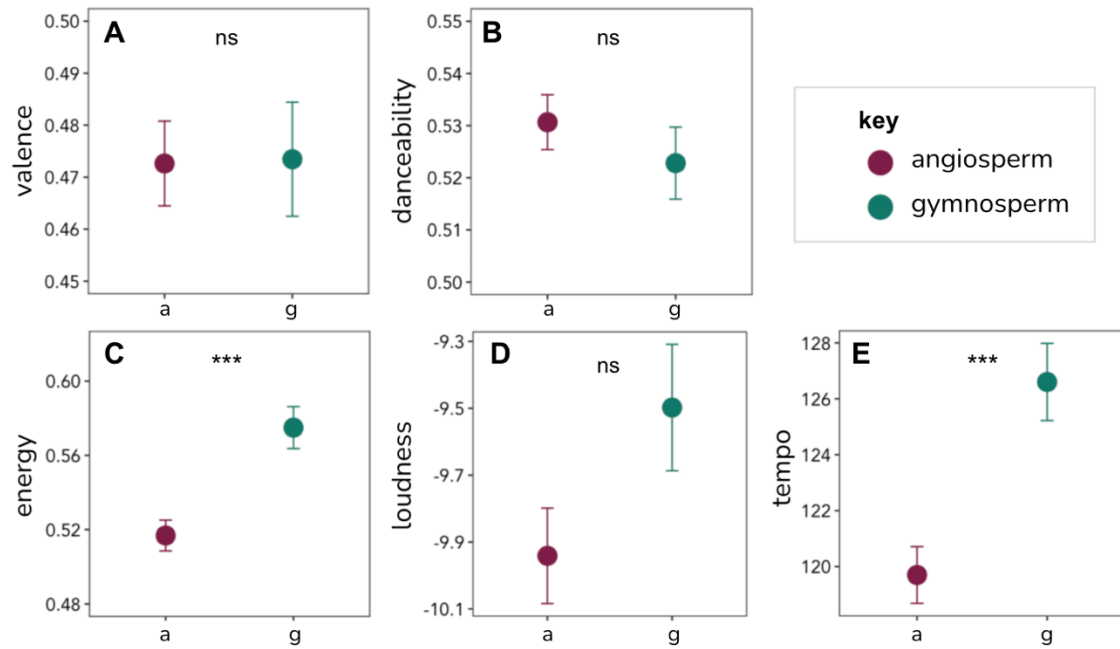 A
ns
0.50
0.49
0.48
0.47
0.46
0.45
valence
a
g
B
ns
0.55
0.54
0.53
0.52
0.51
0.50
danceability
a
g
key
angiosperm
gymnosperm
C
***
0.60
0.56
0.52
0.48
energy
a
g
D
ns
-9.3
-9.5
-9.7
-9.9
-10.1
loudness
a
g
E
***
128
126
124
122
120
tempo
a
g